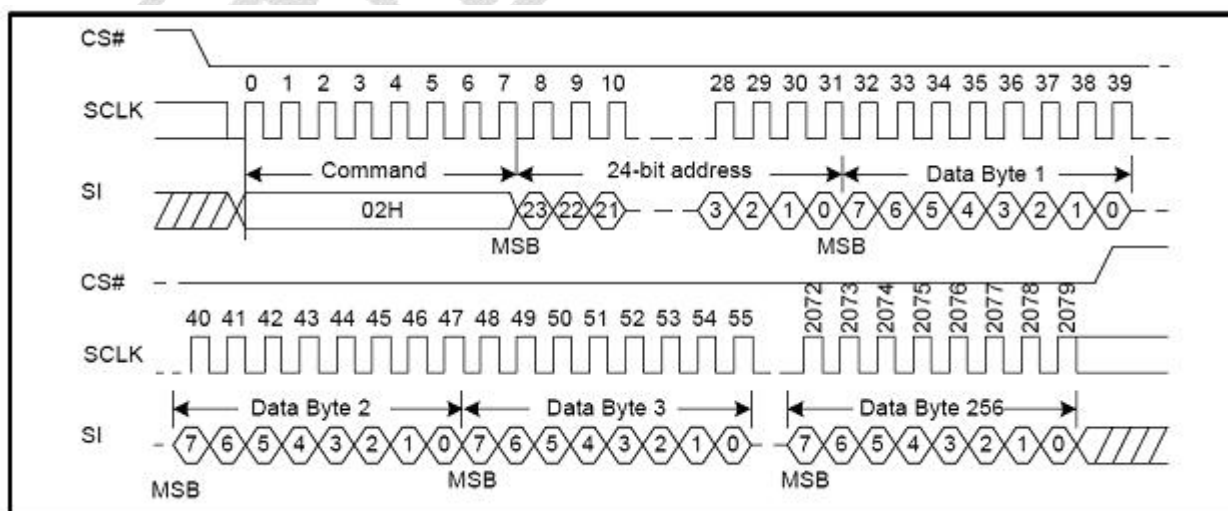 CS#
0 1 2 3 4 5 6 7 8 9 10 28 29 30 31 32 33 34 35 36 37 38 39
SCLK
Command 24-bit address Data Byte 1
SI
02H 23 22 21 3 2 1 0 7 6 5 4 3 2 1 0
MSB MSB
CS#
40 41 42 43 44 45 46 47 48 49 50 51 52 53 54 55 2072 2073 2074 2075 2076 2077 2078 2079
SCLK
Data Byte 2 Data Byte 3 Data Byte 256
SI
7 6 5 4 3 2 1 0 7 6 5 4 3 2 1 0 7 6 5 4 3 2 1 0
MSB MSB MSB